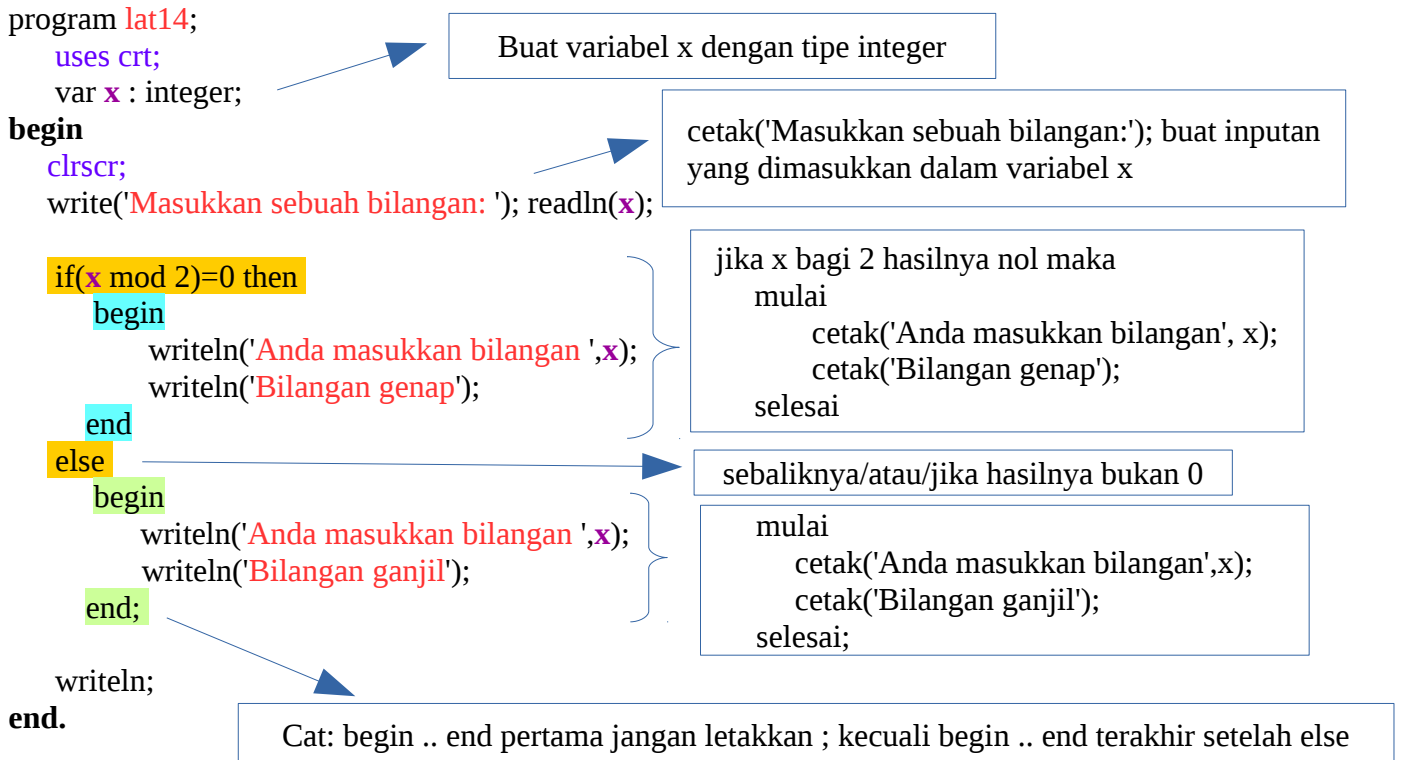 program lat14;
uses crt;
var x : integer;
begin
clrscr;
write('Masukkan sebuah bilangan: '); readln(x);
if(x mod 2)=0 then
begin
writeln('Anda masukkan bilangan ',x);
writeln('Bilangan genap');
end
else
begin
writeln('Anda masukkan bilangan ',x);
writeln('Bilangan ganjil');
end;
writeln;
end.
Buat variabel x dengan tipe integer
cetak('Masukkan sebuah bilangan:'); buat inputan
yang dimasukkan dalam variabel x
jika x bagi 2 hasilnya nol maka
mulai
cetak('Anda masukkan bilangan', x);
cetak('Bilangan genap');
selesai
sebaliknya/atau/jika hasilnya bukan 0
mulai
cetak('Anda masukkan bilangan',x);
cetak('Bilangan ganjil');
selesai;
Cat: begin .. end pertama jangan letakkan ; kecuali begin .. end terakhir setelah else